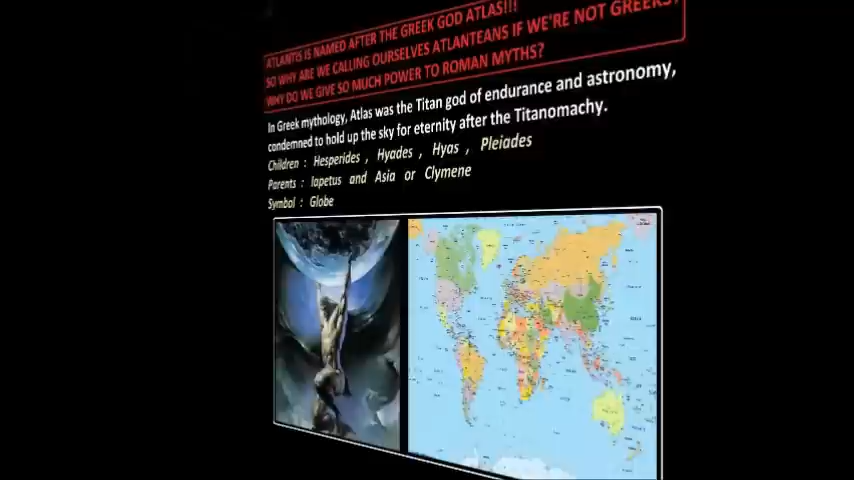 ATLANTIS IS NAMED AFTER THE GREEK GOD ATLAS!!!
SO WHY ARE WE CALLING OURSELVES ATLANTEANS IF WE'RE NOT GREEKS?
WHY DO WE GIVE SO MUCH POWER TO ROMAN MYTHS?
In Greek mythology, Atlas was the Titan god of endurance and astronomy,
condemned to hold up the sky for eternity after the Titanomachy.
Children : Hesperides , Hyades , Hyas , Pleiades
Parents : Iapetus and Asia or Clymene
Symbol : Globe